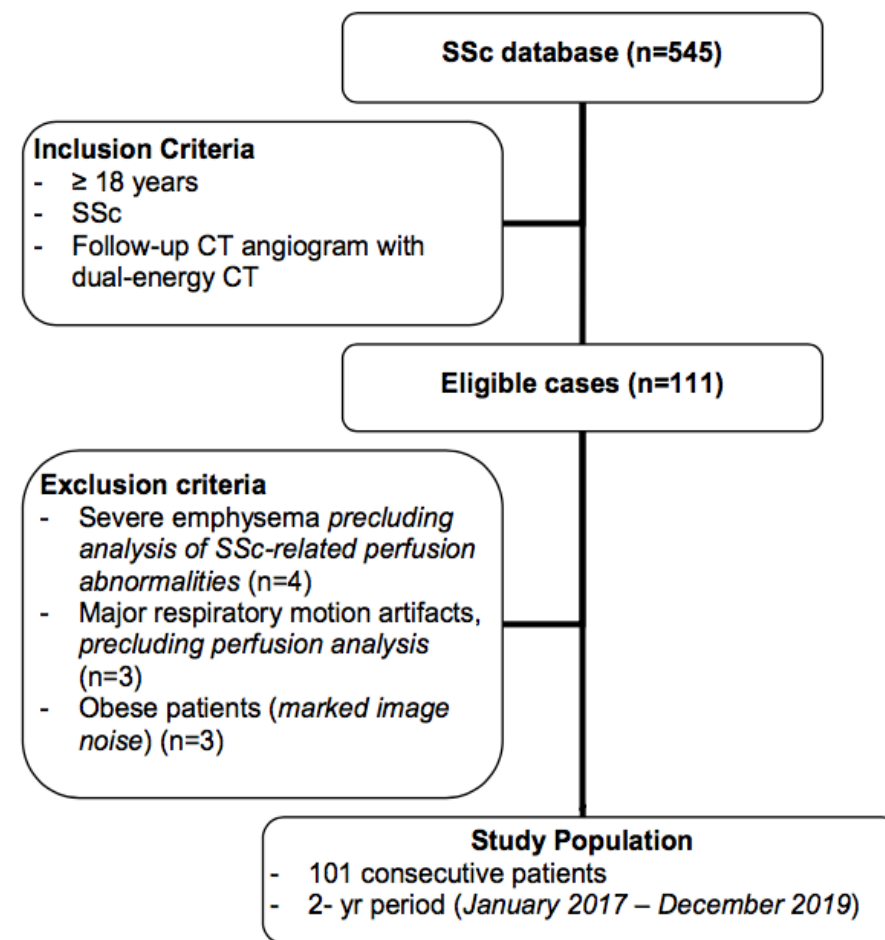 SSc database (n=545)
Inclusion Criteria
- ≥ 18 years
- SSc
- Follow-up CT angiogram with
dual-energy CT
Eligible cases (n=111)
Exclusion criteria
- Severe emphysema precluding
analysis of SSc-related perfusion
abnormalities (n=4)
- Major respiratory motion artifacts,
precluding perfusion analysis
(n=3)
- Obese patients (marked image
noise) (n=3)
Study Population
- 101 consecutive patients
- 2- yr period (January 2017 – December 2019)